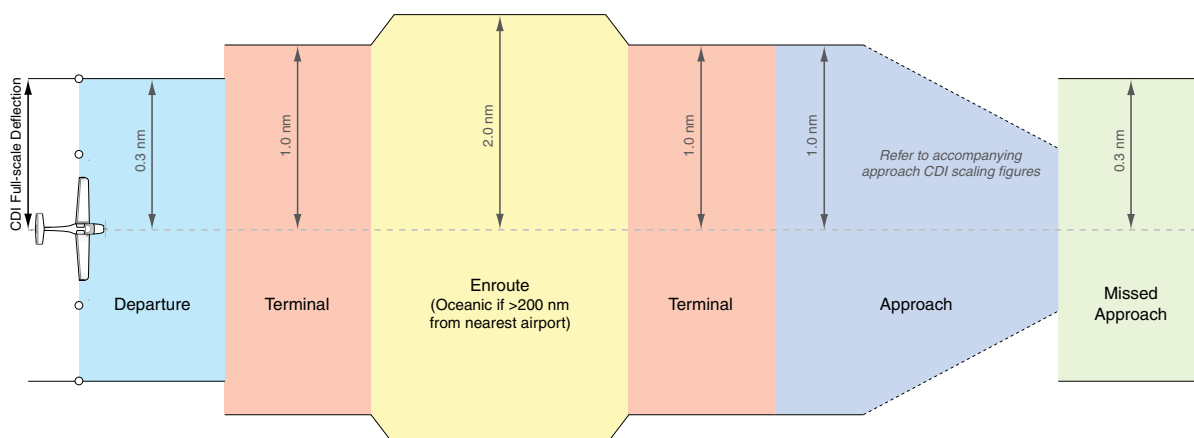 CDI Full-scale Deflection
0.3 nm
1.0 nm
2.0 nm
1.0 nm
1.0 nm
0.3 nm
Refer to accompanying
approach CDI scaling figures
Departure
Terminal
Enroute
(Oceanic if >200 nm
from nearest airport)
Terminal
Approach
Missed
Approach